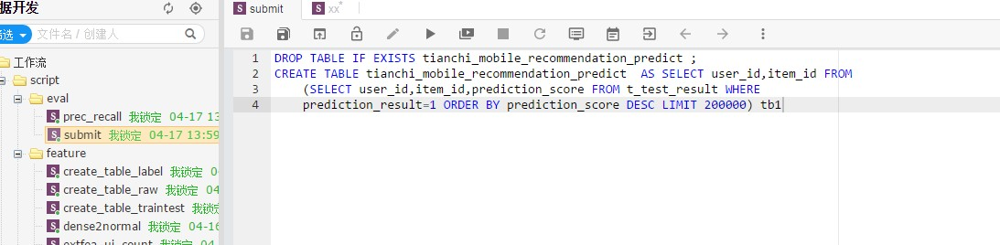 据开发
submit
xx*
筛选
文件名 / 创建人
工作流
script
eval
prec_recall 我锁定 04-17 13
submit 我锁定 04-17 13:59
feature
create_table_label 我锁定 0
create_table_raw 我锁定 04
create_table_traintest 我锁定
dense2normal 我锁定 04-16
extfea_ui_count 我锁定 04
1 DROP TABLE IF EXISTS tianchi_mobile_recommendation_predict ;
2 CREATE TABLE tianchi_mobile_recommendation_predict AS SELECT user_id,item_id FROM
3 (SELECT user_id,item_id,prediction_score FROM t_test_result WHERE
4 prediction_result=1 ORDER BY prediction_score DESC LIMIT 200000) tb1